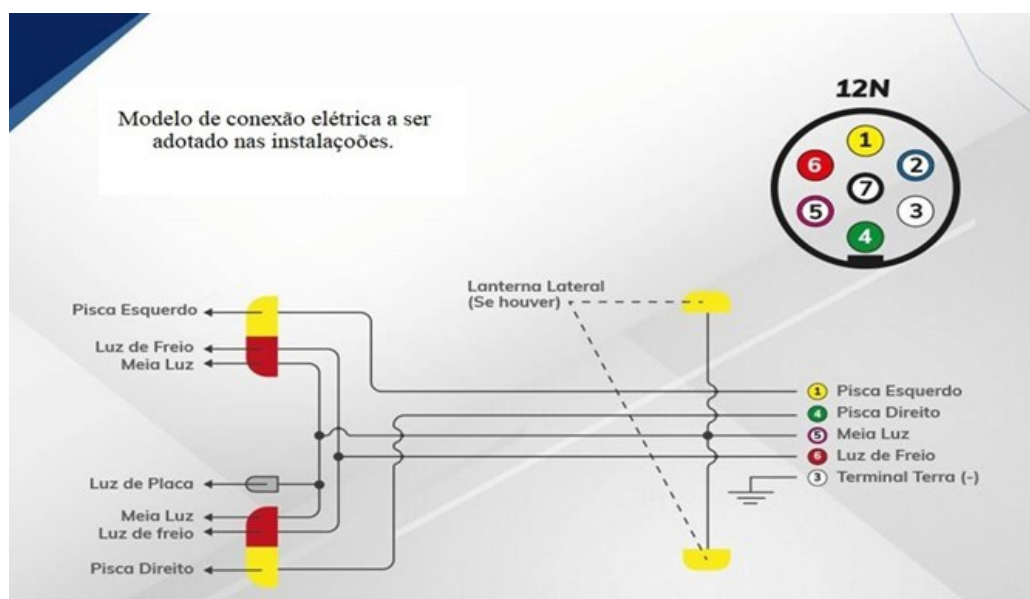 Modelo de conexão elétrica a ser
adotado nas instalaçoões.
12N
1
6
2
7
5
3
4
Lanterna Lateral
(Se houver)
Pisca Esquerdo
Luz de Freio
Meia Luz
Luz de Placa
Meia Luz
Luz de freio
Pisca Direito
1 Pisca Esquerdo
4 Pisca Direito
5 Meia Luz
6 Luz de Freio
3 Terminal Terra (-)